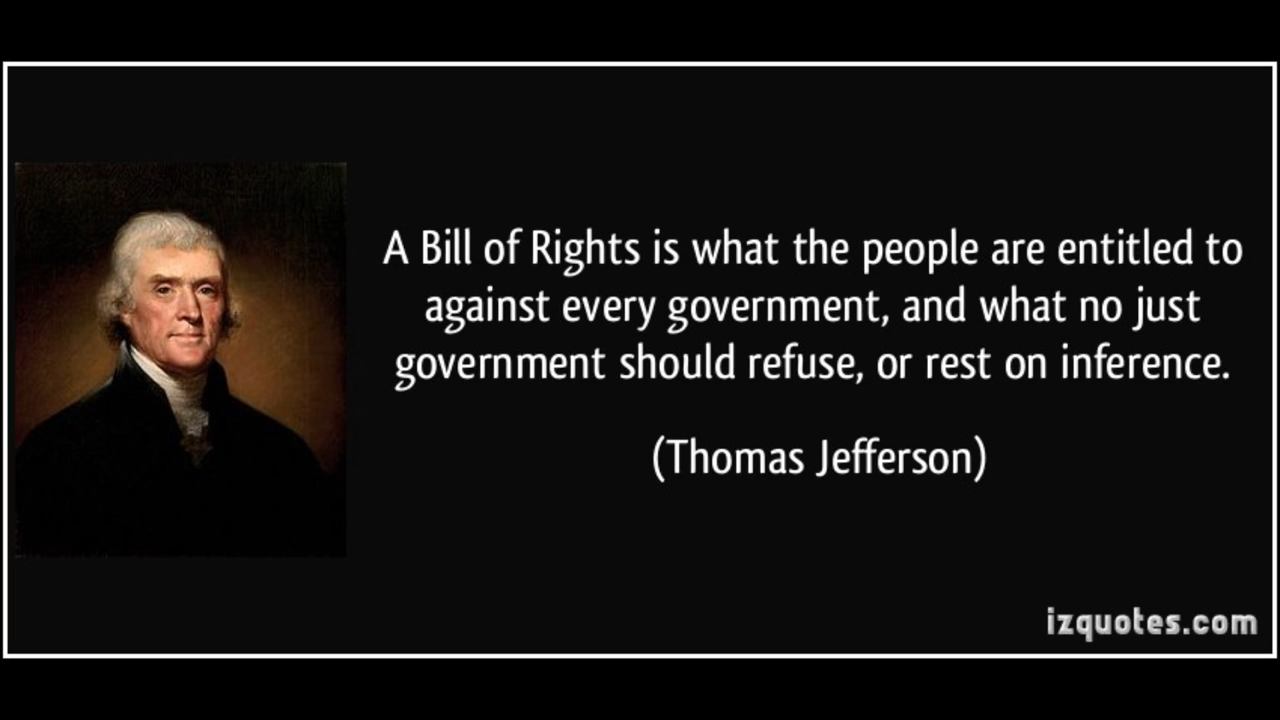 A Bill of Rights is what the people are entitled to
against every government, and what no just
government should refuse, or rest on inference.
(Thomas Jefferson)
izquotes.com